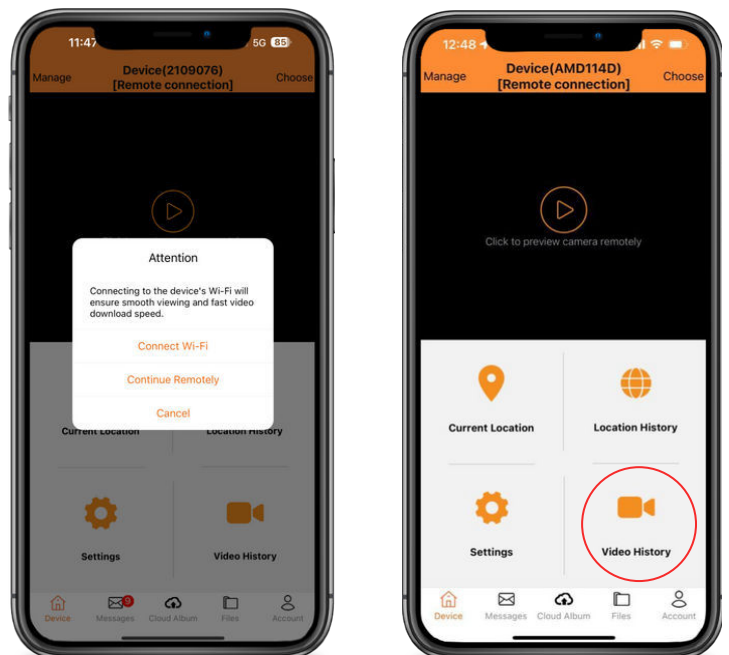 11:47
5G 85
Manage
Device(2109076)
[Remote connection]
Choose
Attention
Connecting to the device's Wi-Fi will
ensure smooth viewing and fast video
download speed.
Connect Wi-Fi
Continue Remotely
Cancel
Current Location
Location History
Settings
Video History
9
Device
Messages
Cloud Album
Files
Account
12:48
Manage
Device(AMD114D)
[Remote connection]
Choose
Click to preview camera remotely
Current Location
Location History
Settings
Video History
Device
Messages
Cloud Album
Files
Account